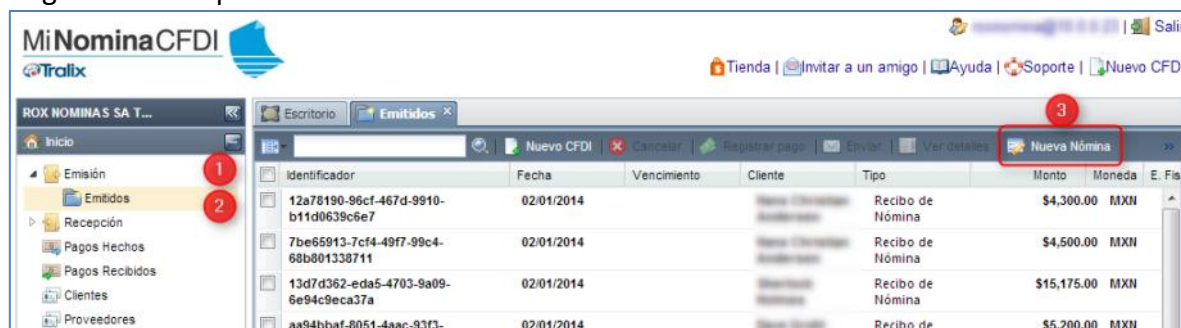 MiNominaCFDI
Tralix
| Sali
Tienda | Invitar a un amigo | Ayuda | Soporte | Nuevo CFD
ROX NOMINAS SA T...
Escritorio
Emitidos
3
Inicio
Nuevo CFDI | Cancelar | Registrar pago | Enviar | Ver detalles | Nueva Nómina
Identificador Fecha Vencimiento Cliente Tipo Monto Moneda E. Fis
1
Emisión
2
Emitidos
Recepción
Pagos Hechos
Pagos Recibidos
Clientes
Proveedores
12a78190-96cf-467d-9910-
b11d0639c6e7
02/01/2014
Recibo de
Nómina
$4,300.00 MXN
7be65913-7cf4-49f7-99c4-
68b801338711
02/01/2014
Recibo de
Nómina
$4,500.00 MXN
13d7d362-eda5-4703-9a09-
6e94c9eca37a
02/01/2014
Recibo de
Nómina
$15,175.00 MXN
aa94bbaf-8051-4aac-93f3-
02/01/2014
Recibo de
$5,200.00 MXN